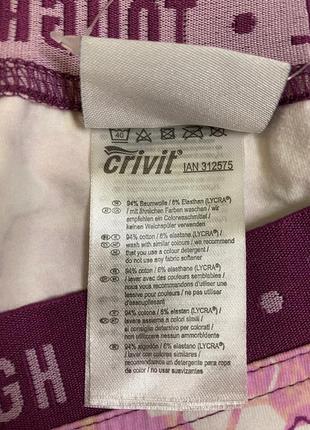 TOUGH
40
crivit
IAN 312575
94% Baumwolle / 6% Elasthan (LYCRA®)
/ mit ähnlichen Farben waschen / wir
empfehlen ein Colorwaschmittel /
keinen Weichspüler verwenden
94% cotton / 6% elastane (LYCRA®) /
wash with similar colours / we recommend
that you use a colour detergent /
do not use any fabric softener
94% coton / 6% élasthanne (LYCRA®)
/ laver avec des couleurs semblables /
nous vous recommandons d'utiliser une
lessive pour couleurs / ne pas utiliser
d'assouplissant
94% cotone / 6% elastan (LYCRA®) /
lavare assieme a colori simili /
si consiglia detersivo per colorati /
non utilizzare nessun ammorbidente
94% algodón / 6% elastano (LYCRA®) /
lavar con colores similares /
recomendamos un detergente para ropa
de color / no usar suavizantes
GH